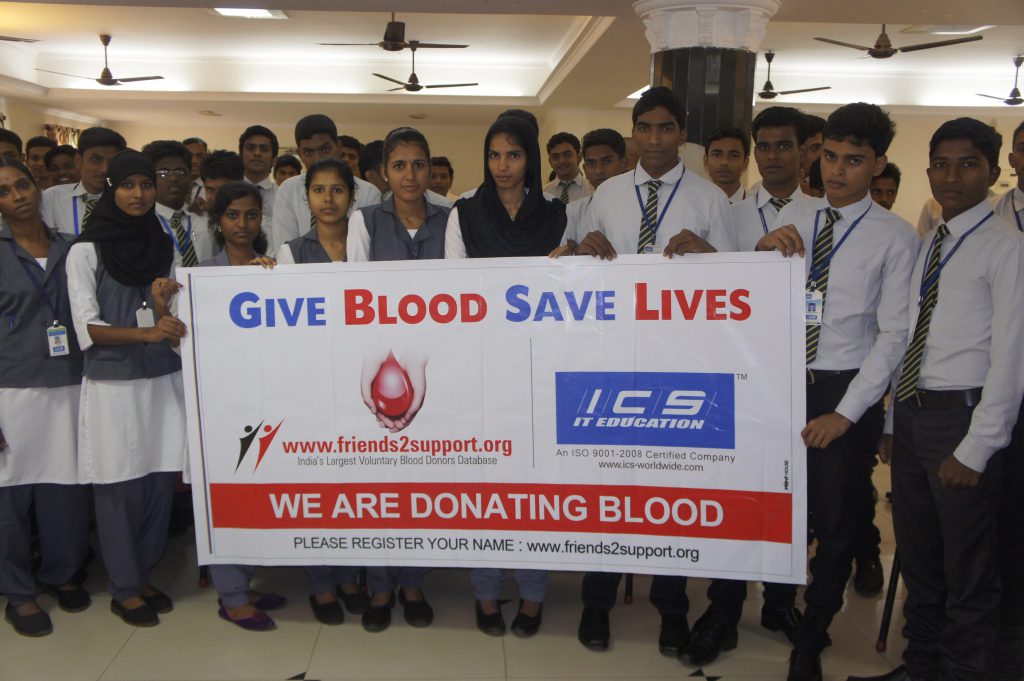 GIVE BLOOD SAVE LIVES
www.friends2support.org
India's Largest Voluntary Blood Donors Database
ICS
IT EDUCATION
TM
An ISO 9001-2008 Certified Company
www.ics-worldwide.com
WE ARE DONATING BLOOD
PLEASE REGISTER YOUR NAME : www.friends2support.org